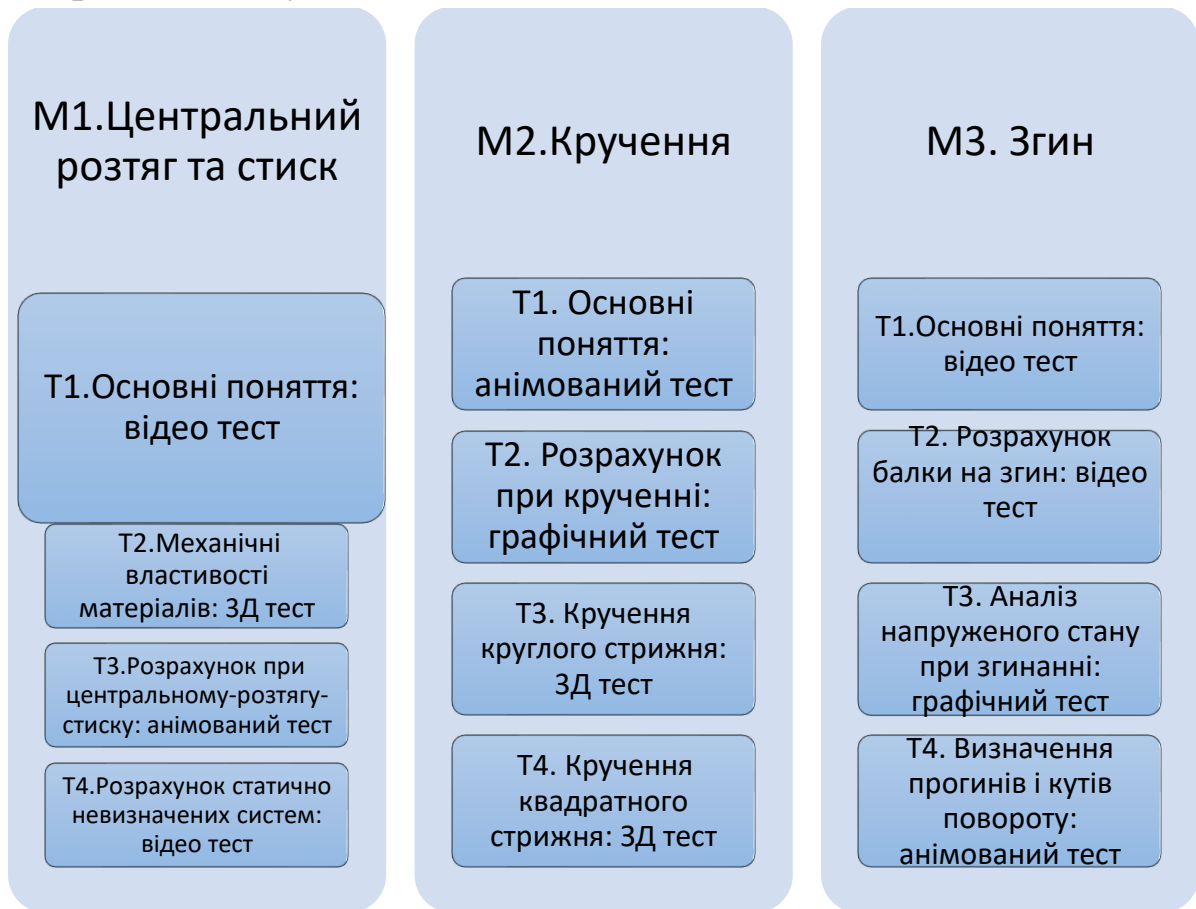 М1.Центральний
розтяг та стиск
Т1.Основні поняття:
відео тест
Т2.Механічні
властивості
матеріалів: 3Д тест
Т3.Розрахунок при
центральному-розтягу-
стиску: анімований тест
Т4.Розрахунок статично
невизначених систем:
відео тест
М2.Кручення
Т1. Основні
поняття:
анімований тест
Т2. Розрахунок
при крученні:
графічний тест
Т3. Кручення
круглого стрижня:
3Д тест
Т4. Кручення
квадратного
стрижня: 3Д тест
М3. Згин
Т1.Основні поняття:
відео тест
Т2. Розрахунок
балки на згин: відео
тест
Т3. Аналіз
напруженого стану
при згинанні:
графічний тест
Т4. Визначення
прогинів і кутів
повороту:
анімований тест